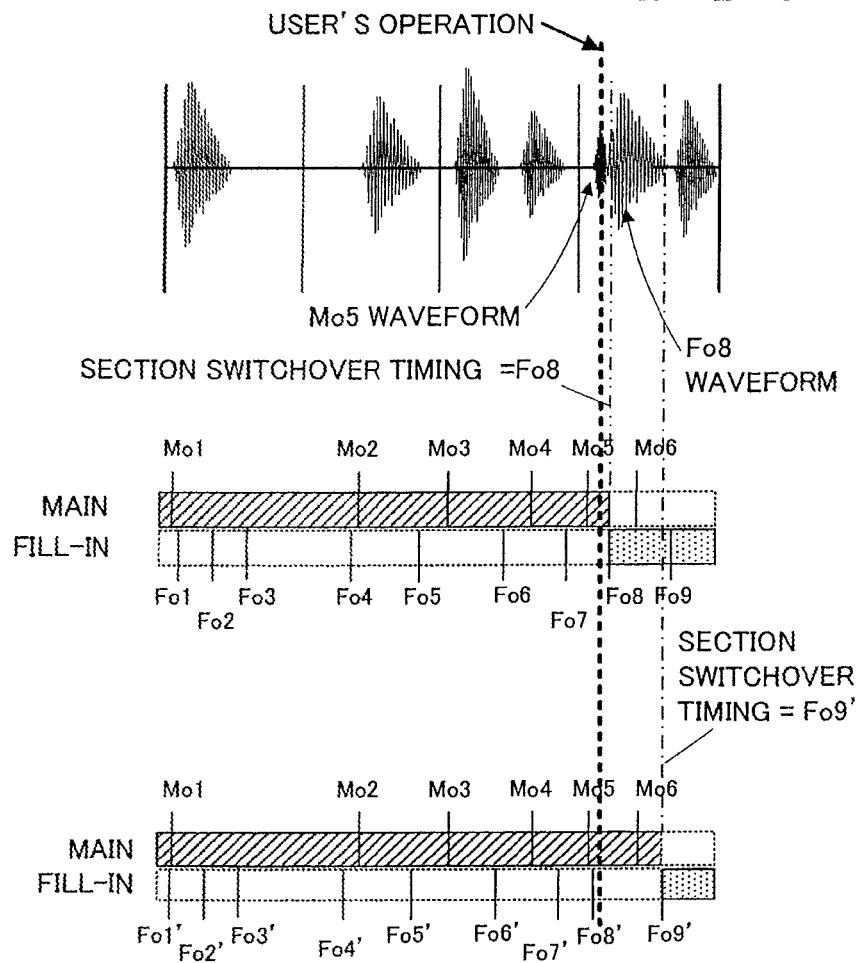 USER'S OPERATION
Mo5 WAVEFORM
Fo8
WAVEFORM
SECTION SWITCHOVER TIMING =Fo8
Mo1 Mo2 Mo3 Mo4 Mo5 Mo6
MAIN
FILL-IN
Fo1 Fo3 Fo4 Fo5 Fo6 Fo8 Fo9
Fo2 Fo7
SECTION
SWITCHOVER
TIMING = Fo9'
Mo1 Mo2 Mo3 Mo4 Mo5 Mo6
MAIN
FILL-IN
Fo1' Fo3' Fo4' Fo5' Fo6' Fo8' Fo9'
Fo2' Fo7'